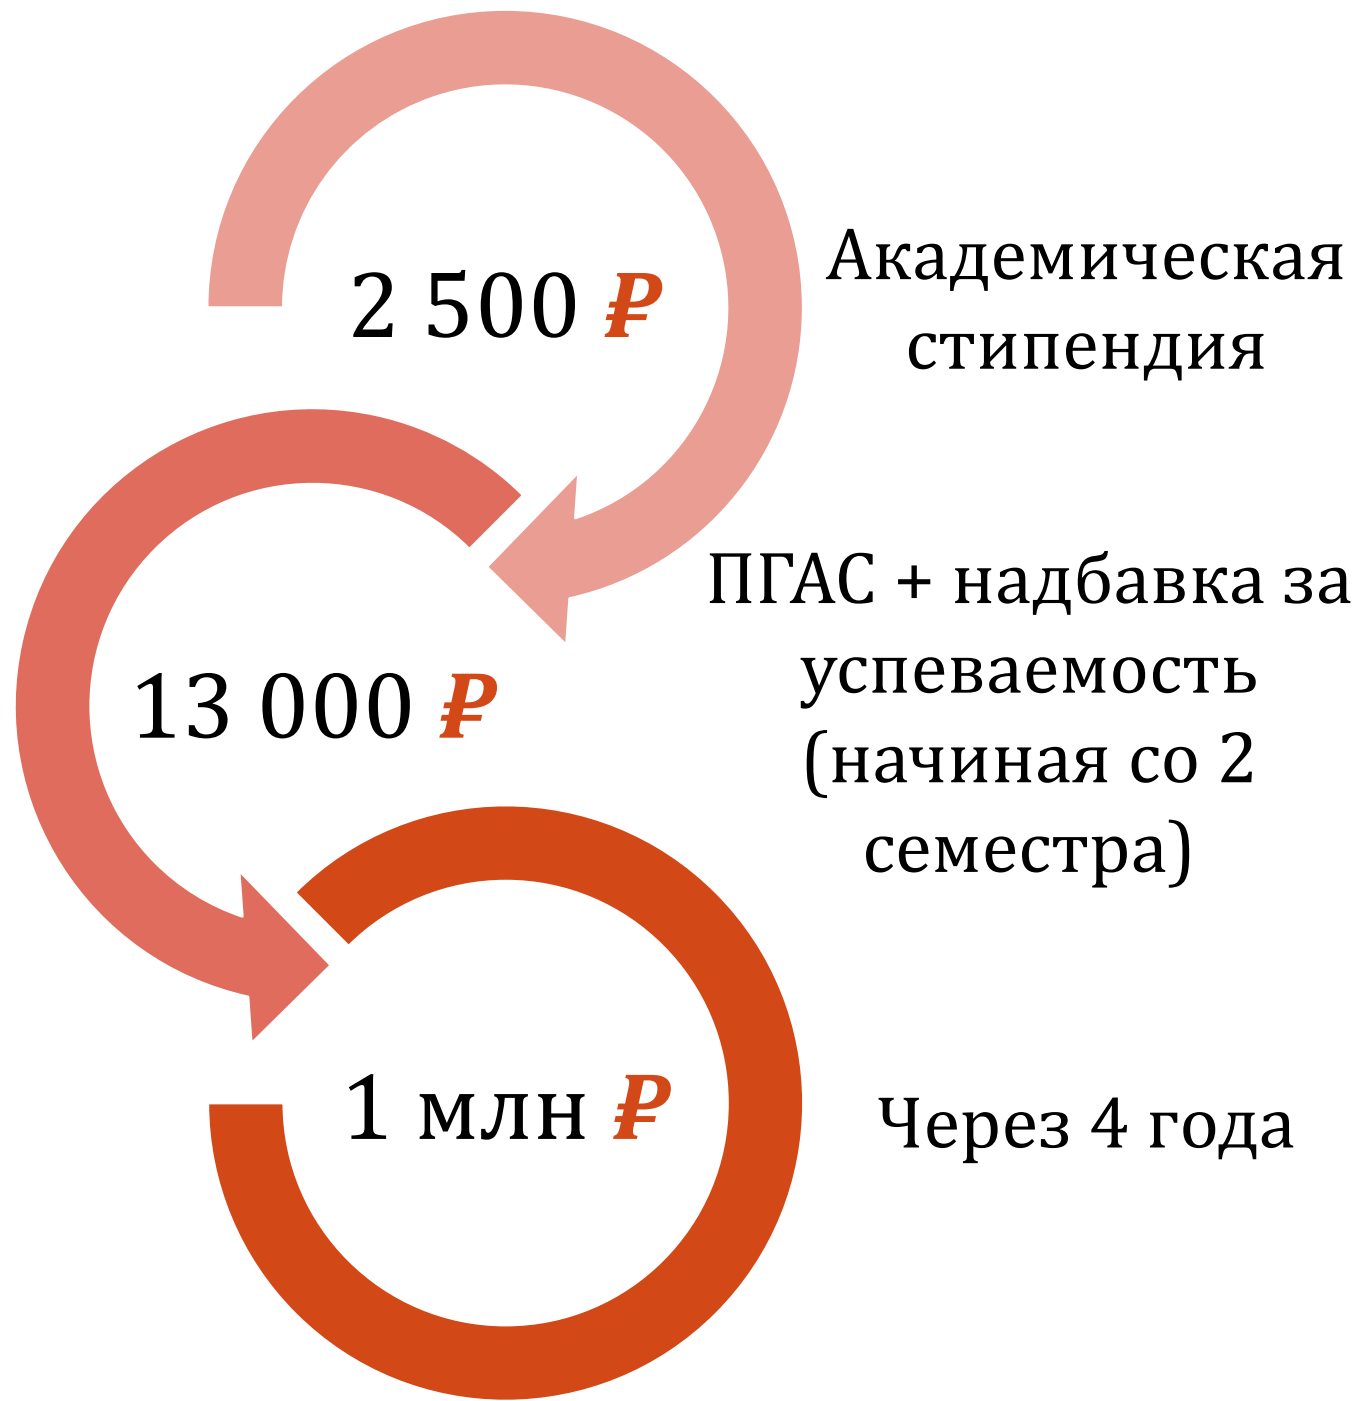 2 500 ₽
Академическая
стипендия
13 000 ₽
ПГАС + надбавка за
успеваемость
(начиная со 2
семестра)
1 млн ₽
Через 4 года